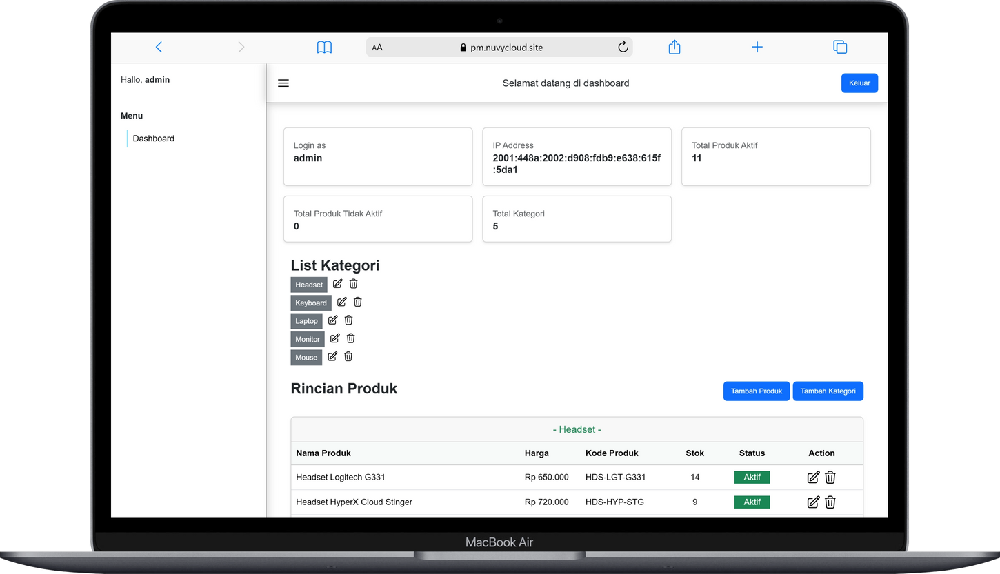 AA
pm.nuvycloud.site
Hallo, admin
Menu
Dashboard
Selamat datang di dashboard
Keluar
Login as
admin
IP Address
2001:448a:2002:d908:fdb9:e638:615f
:5da1
Total Produk Aktif
11
Total Produk Tidak Aktif
0
Total Kategori
5
List Kategori
Headset
Keyboard
Laptop
Monitor
Mouse
Rincian Produk
Tambah Produk
Tambah Kategori
- Headset -
Nama Produk Harga Kode Produk Stok Status Action
Headset Logitech G331 Rp 650.000 HDS-LGT-G331 14 Aktif
Headset HyperX Cloud Stinger Rp 720.000 HDS-HYP-STG 9 Aktif
MacBook Air